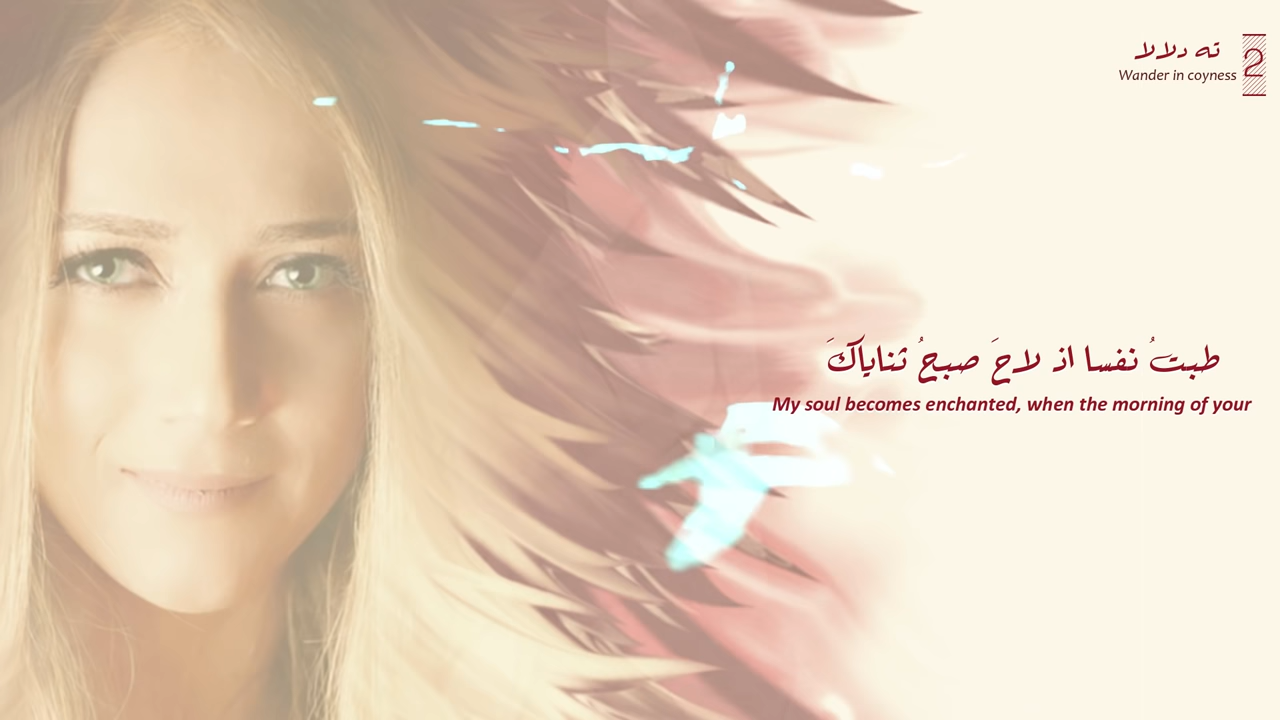 ته دلالا
Wander in coyness
2
طبتُ نفسا اذ لاحَ صبحُ ثناياكَ
My soul becomes enchanted, when the morning of your